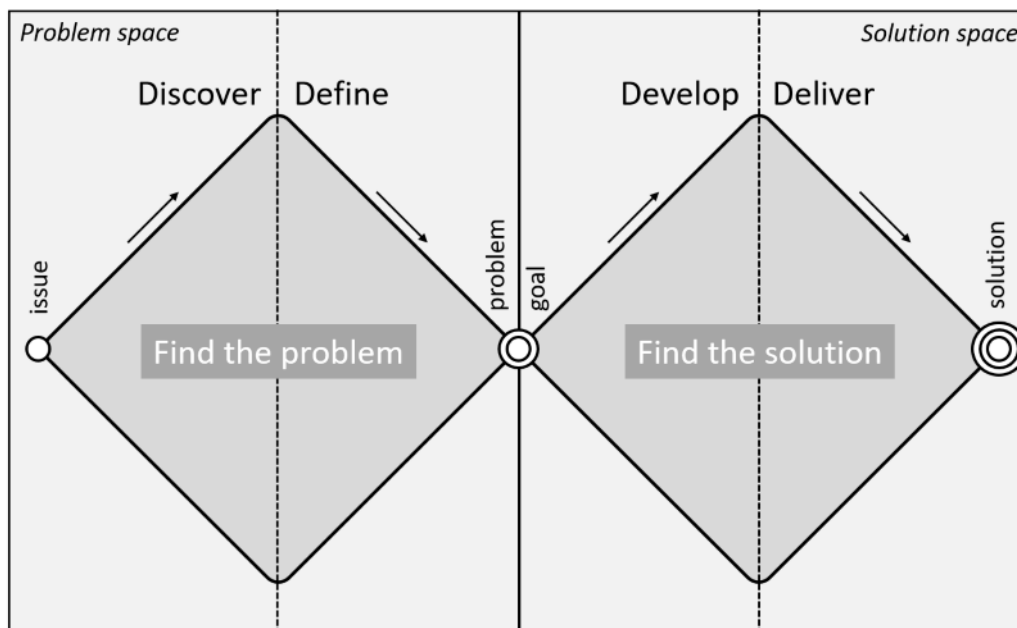 Problem space
Solution space
Discover
Define
Develop
Deliver
issue
problem
goal
solution
Find the problem
Find the solution